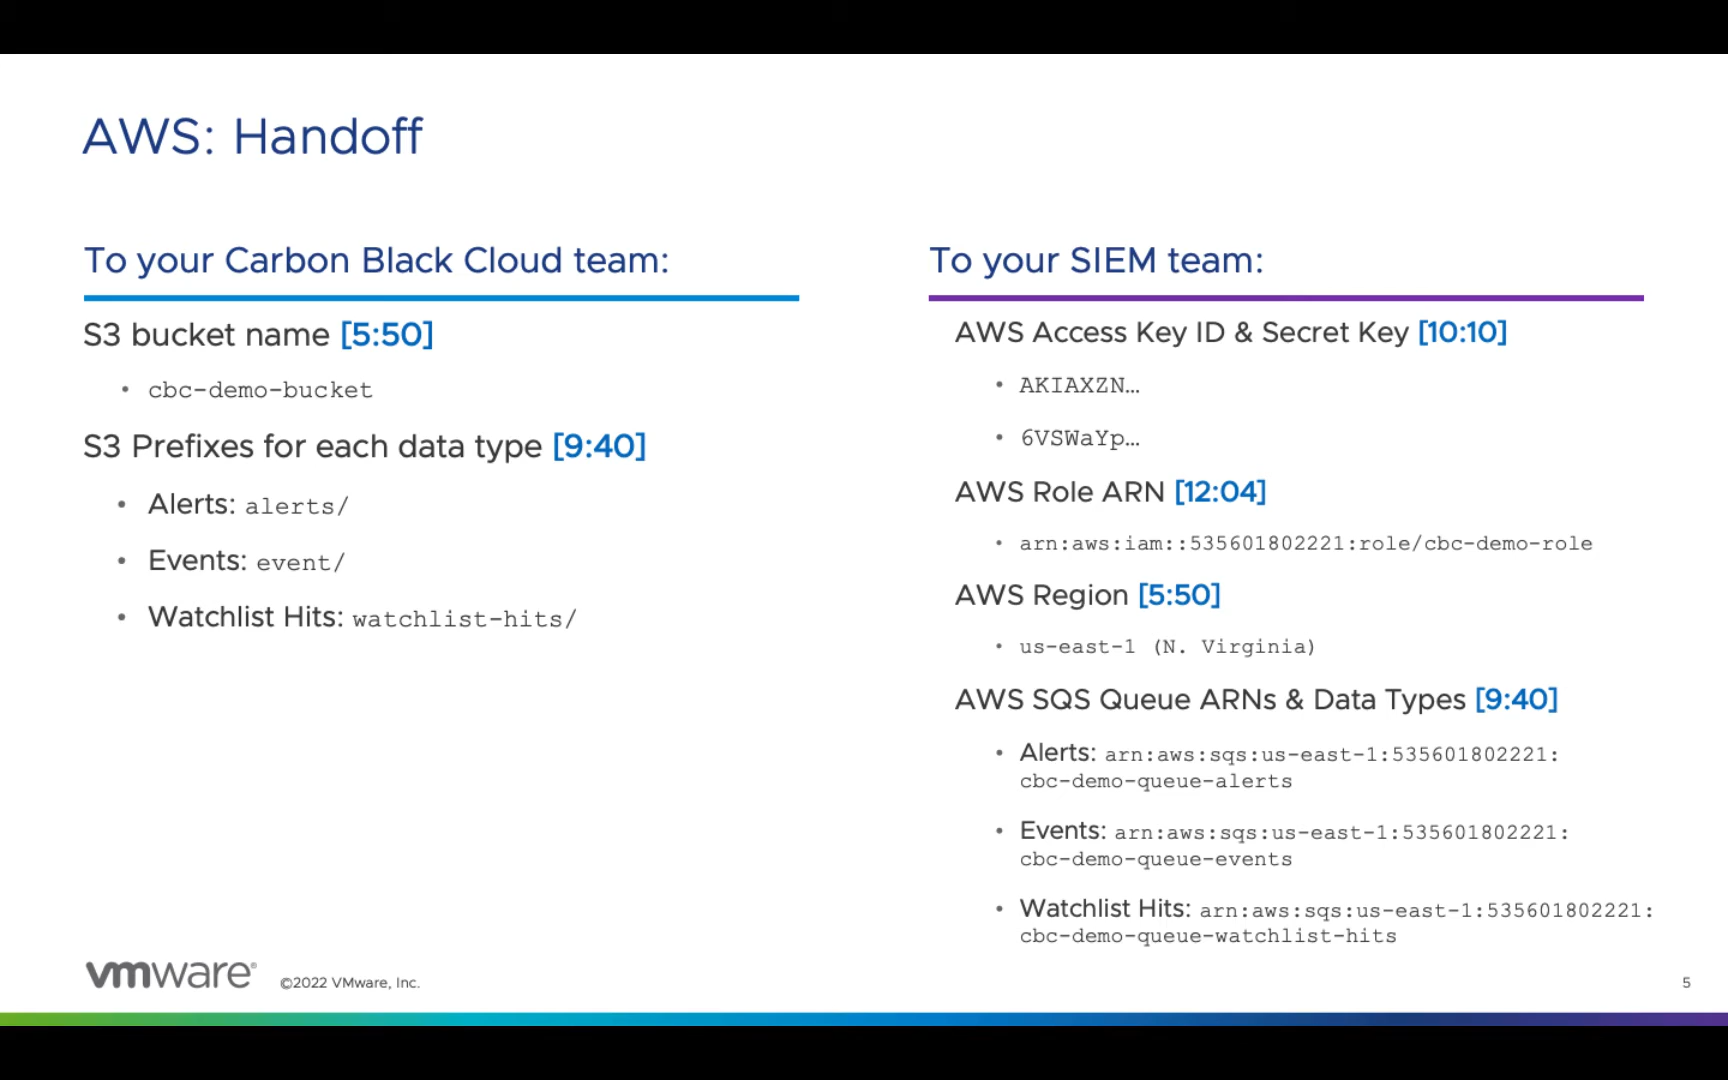 AWS: Handoff
To your Carbon Black Cloud team:
S3 bucket name [5:50]
• cbc-demo-bucket
S3 Prefixes for each data type [9:40]
• Alerts: alerts/
• Events: event/
• Watchlist Hits: watchlist-hits/
To your SIEM team:
AWS Access Key ID & Secret Key [10:10]
• AKIAXZN…
• 6VSWaYp…
AWS Role ARN [12:04]
• arn:aws:iam::535601802221:role/cbc-demo-role
AWS Region [5:50]
• us-east-1 (N. Virginia)
AWS SQS Queue ARNs & Data Types [9:40]
• Alerts: arn:aws:sqs:us-east-1:535601802221:
cbc-demo-queue-alerts
• Events: arn:aws:sqs:us-east-1:535601802221:
cbc-demo-queue-events
• Watchlist Hits: arn:aws:sqs:us-east-1:535601802221:
cbc-demo-queue-watchlist-hits
vmware® ©2022 VMware, Inc.
5